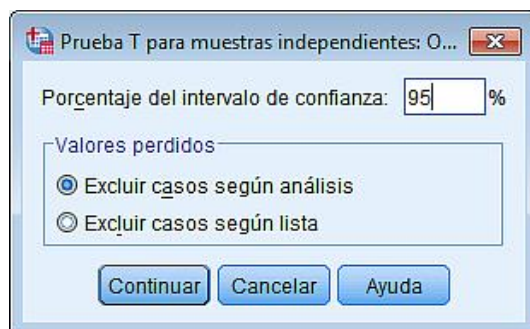 Prueba T para muestras independientes: O...
Porcentaje del intervalo de confianza: 95 %
Valores perdidos
Excluir casos según análisis
Excluir casos según lista
Continuar Cancelar Ayuda